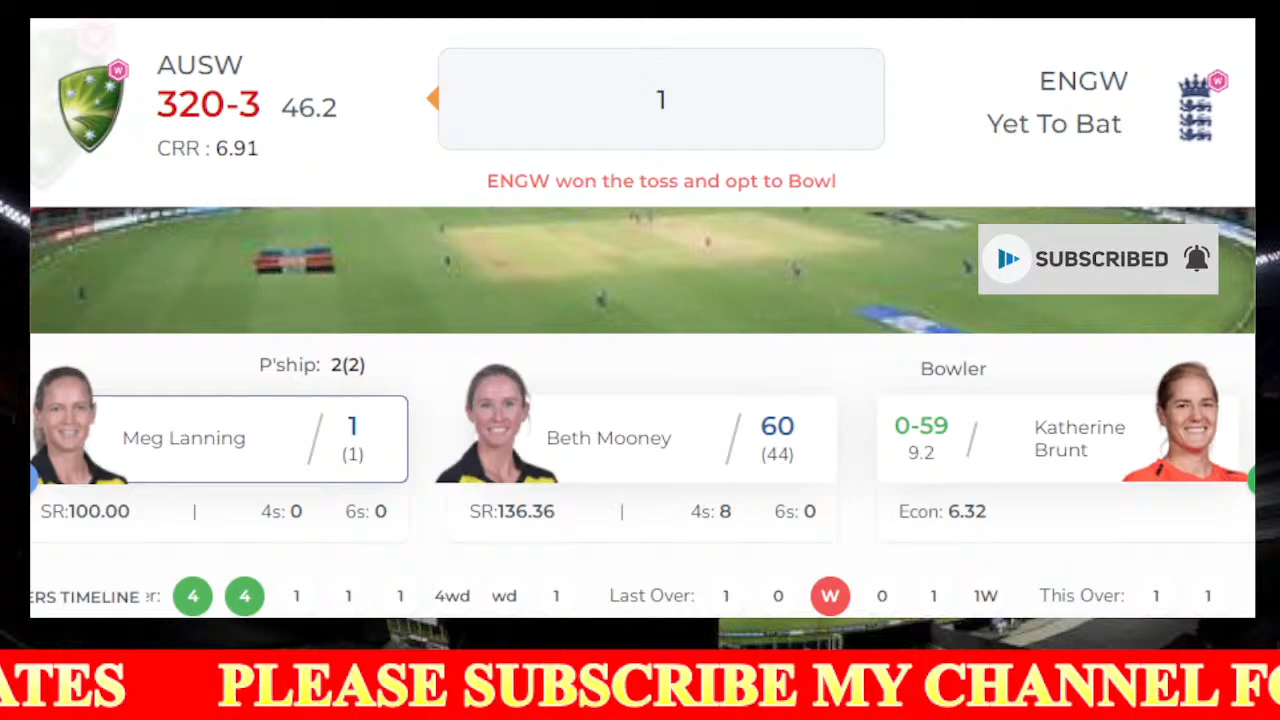 AUSW
320-3 46.2
CRR : 6.91
1
ENGW won the toss and opt to Bowl
ENGW
Yet To Bat
SUBSCRIBED
P'ship: 2(2)
Meg Lanning 1 (1)
SR:100.00 | 4s: 0 6s: 0
Beth Mooney 60 (44)
SR:136.36 | 4s: 8 6s: 0
Bowler
0-59 9.2 Katherine Brunt
Econ: 6.32
ERS TIMELINE er: 4 4 1 1 1 4wd wd 1 Last Over: 1 0 W 0 1 1W This Over: 1 1
ATES PLEASE SUBSCRIBE MY CHANNEL FO